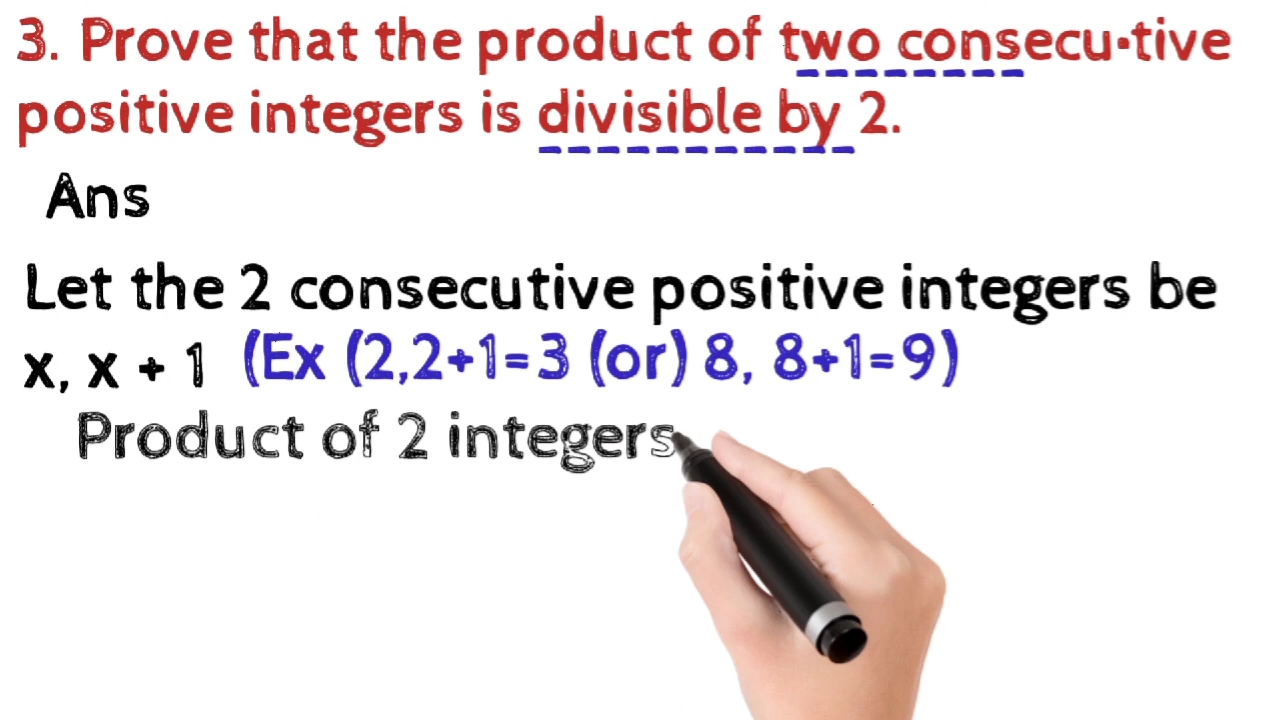 3. Prove that the product of two consecu•tive
positive integers is divisible by 2.
Ans
Let the 2 consecutive positive integers be
x, x + 1 (Ex (2,2+1=3 (or) 8, 8+1=9)
Product of 2 integers